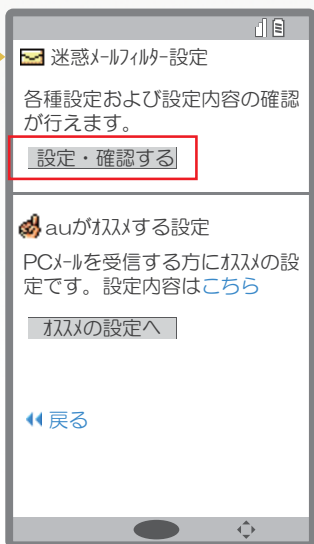 迷惑ﾒｰﾙﾌｨﾙﾀｰ設定
各種設定および設定内容の確認
が行えます。
設定・確認する
auがｵｽｽﾒする設定
PCﾒｰﾙを受信する方にｵｽｽﾒの設
定です。設定内容はこちら
ｵｽｽﾒの設定へ
戻る